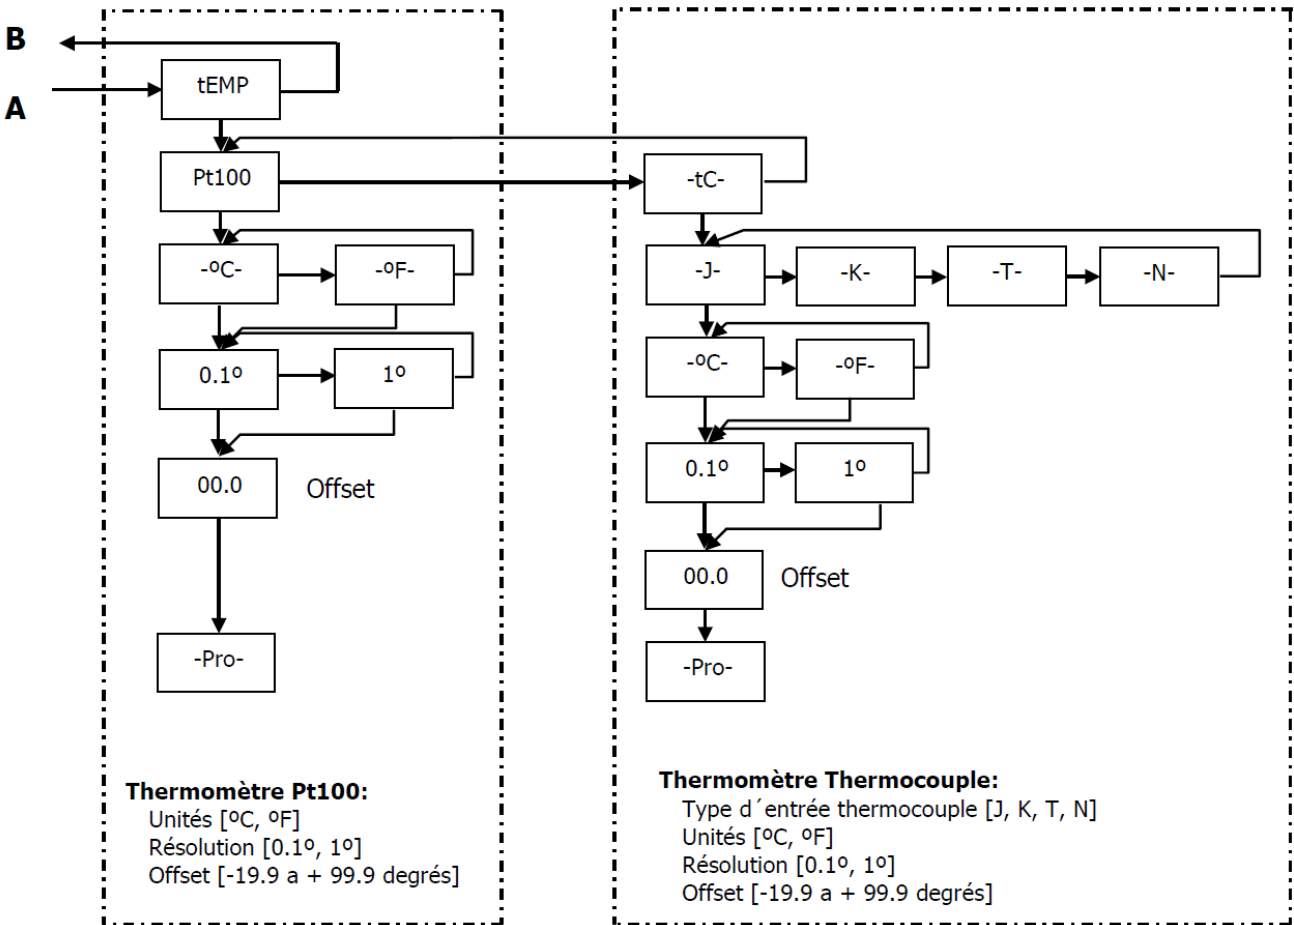 B
A
tEMP
Pt100
-ºC-
-ºF-
0.1º
1º
00.0
Offset
-Pro-
Thermomètre Pt100:
Unités [ºC, ºF]
Résolution [0.1º, 1º]
Offset [-19.9 a + 99.9 degrés]
-tC-
-J-
-K-
-T-
-N-
-ºC-
-ºF-
0.1º
1º
00.0
Offset
-Pro-
Thermomètre Thermocouple:
Type d´entrée thermocouple [J, K, T, N]
Unités [ºC, ºF]
Résolution [0.1º, 1º]
Offset [-19.9 a + 99.9 degrés]